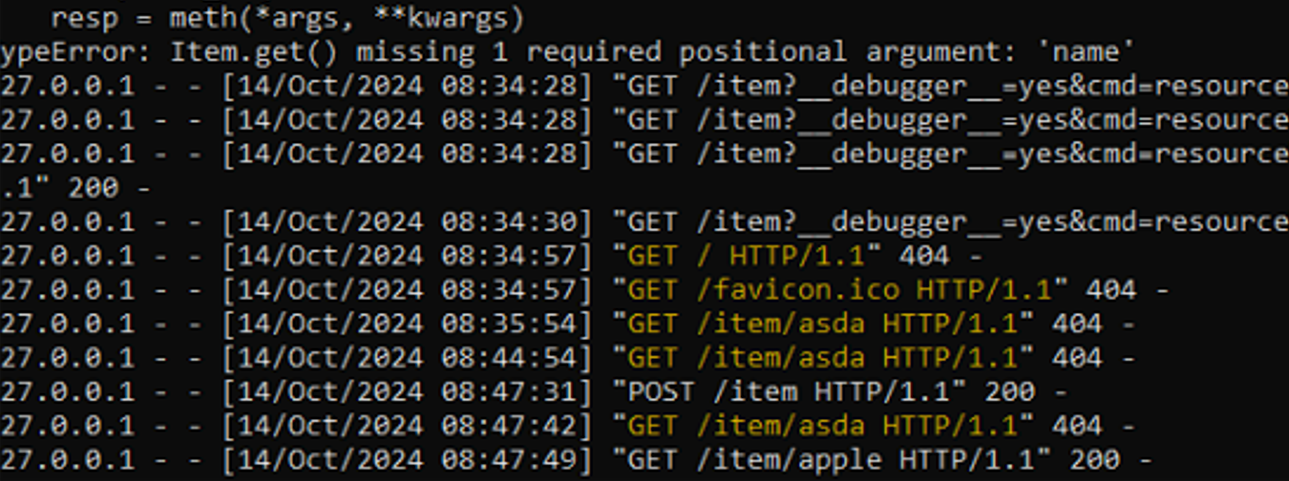 resp = meth(*args, **kwargs)
ypeError: Item.get() missing 1 required positional argument: 'name'
27.0.0.1 - - [14/Oct/2024 08:34:28] "GET /item?__debugger__=yes&cmd=resource
27.0.0.1 - - [14/Oct/2024 08:34:28] "GET /item?__debugger__=yes&cmd=resource
27.0.0.1 - - [14/Oct/2024 08:34:28] "GET /item?__debugger__=yes&cmd=resource
.1" 200 -
27.0.0.1 - - [14/Oct/2024 08:34:30] "GET /item?__debugger__=yes&cmd=resource
27.0.0.1 - - [14/Oct/2024 08:34:57] "GET / HTTP/1.1" 404 -
27.0.0.1 - - [14/Oct/2024 08:34:57] "GET /favicon.ico HTTP/1.1" 404 -
27.0.0.1 - - [14/Oct/2024 08:35:54] "GET /item/asda HTTP/1.1" 404 -
27.0.0.1 - - [14/Oct/2024 08:44:54] "GET /item/asda HTTP/1.1" 404 -
27.0.0.1 - - [14/Oct/2024 08:47:31] "POST /item HTTP/1.1" 200 -
27.0.0.1 - - [14/Oct/2024 08:47:42] "GET /item/asda HTTP/1.1" 404 -
27.0.0.1 - - [14/Oct/2024 08:47:49] "GET /item/apple HTTP/1.1" 200 -